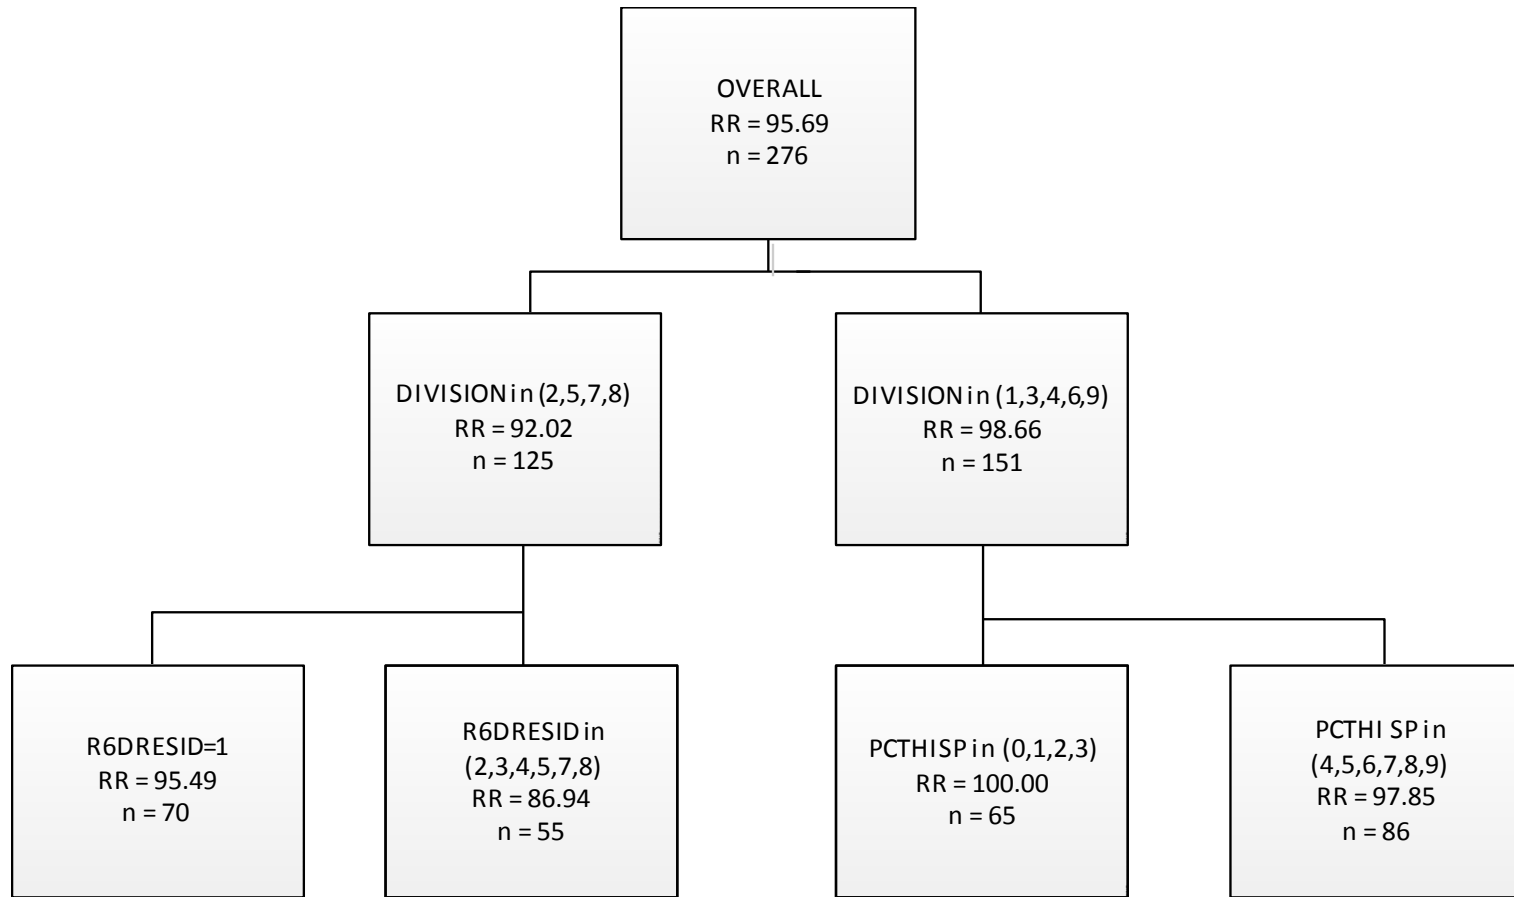 OVERALL
RR = 95.69
n = 276
DIVISION in (2,5,7,8)
RR = 92.02
n = 125
DIVISION in (1,3,4,6,9)
RR = 98.66
n = 151
R6DRESID=1
RR = 95.49
n = 70
R6DRESID in
(2,3,4,5,7,8)
RR = 86.94
n = 55
PCTHISP in (0,1,2,3)
RR = 100.00
n = 65
PCTHISP in
(4,5,6,7,8,9)
RR = 97.85
n = 86